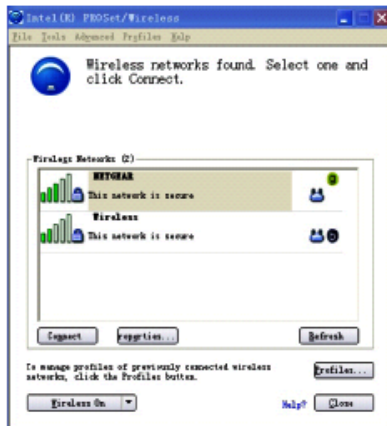 Intel(R) PROSet/Wireless
File Tools Advanced Profiles Help
Wireless networks found. Select one and
click Connect.
Wireless Networks (2)
NETGEAR
This network is secure
Wireless
This network is secure
Connect Properties... Refresh
To manage profiles of previously connected wireless
networks, click the Profiles button.
Profiles...
Wireless On Help? Close